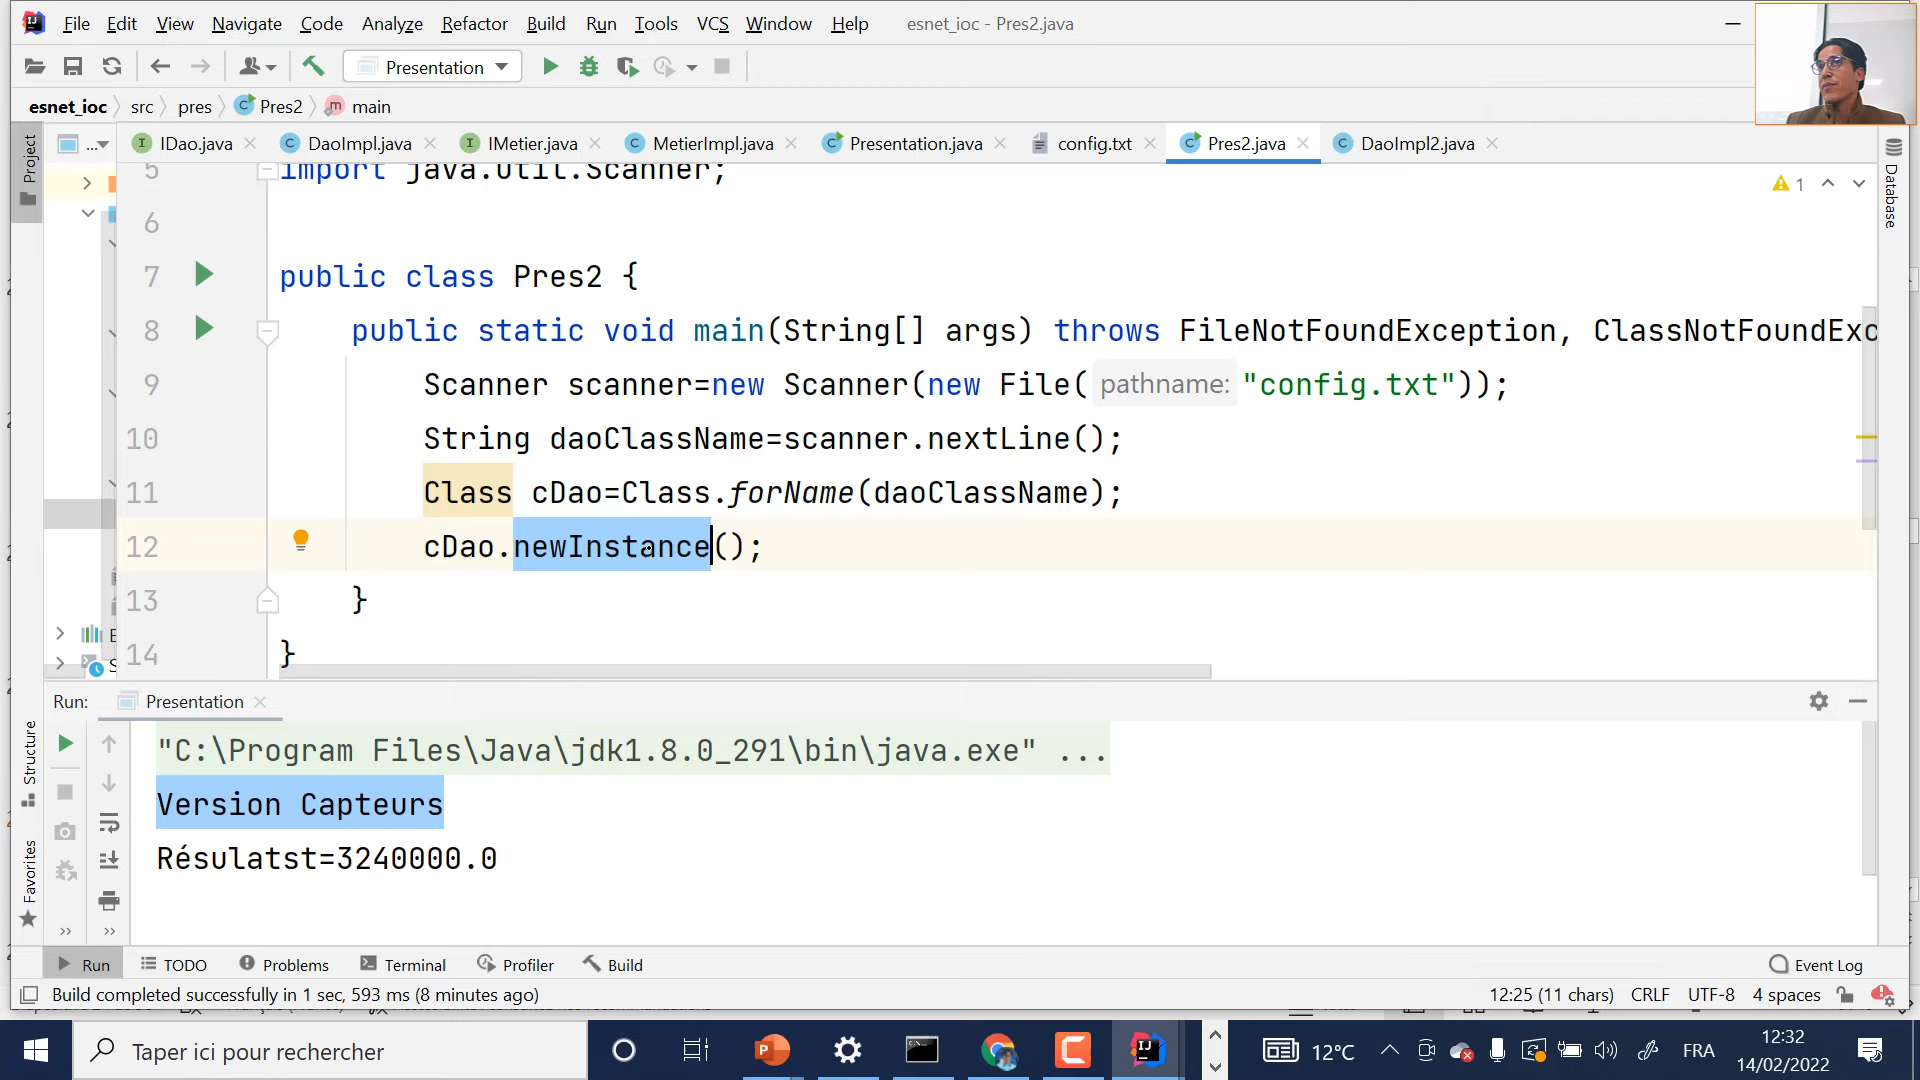 File Edit View Navigate Code Analyze Refactor Build Run Tools VCS Window Help esnet_ioc - Pres2.java
Presentation
esnet_ioc src pres Pres2 main
Project
IDao.java DaoImpl.java IMetier.java MetierImpl.java Presentation.java config.txt Pres2.java DaoImpl2.java
Database
1
5 import java.util.Scanner;
6
7 public class Pres2 {
8 public static void main(String[] args) throws FileNotFoundException, ClassNotFoundExc
9 Scanner scanner=new Scanner(new File( pathname: "config.txt"));
10 String daoClassName=scanner.nextLine();
11 Class cDao=Class.forName(daoClassName);
12 cDao.newInstance();
13 }
14 }
Run: Presentation
Structure
Favorites
"C:\Program Files\Java\jdk1.8.0_291\bin\java.exe" ...
Version Capteurs
Résulatst=3240000.0
Run TODO Problems Terminal Profiler Build Event Log
Build completed successfully in 1 sec, 593 ms (8 minutes ago) 12:25 (11 chars) CRLF UTF-8 4 spaces
Taper ici pour rechercher 12°C FRA 12:32
14/02/2022